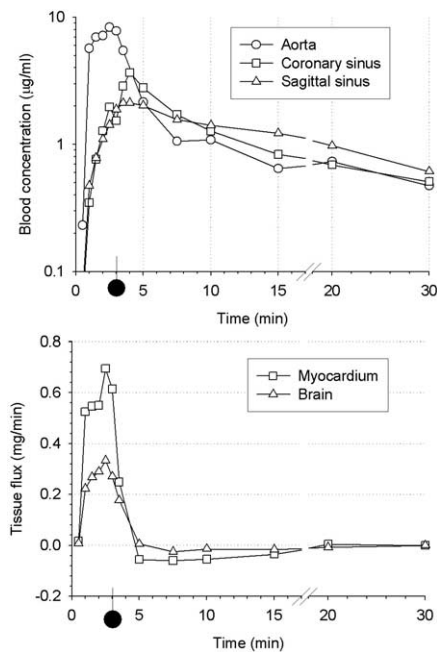 10
1
0.1
Blood concentration (µg/ml)
Aorta
Coronary sinus
Sagittal sinus
0
5
10
15
20
30
Time (min)
0.8
0.6
0.4
0.2
0.0
-0.2
Tissue flux (mg/min)
Myocardium
Brain
0
5
10
15
20
30
Time (min)